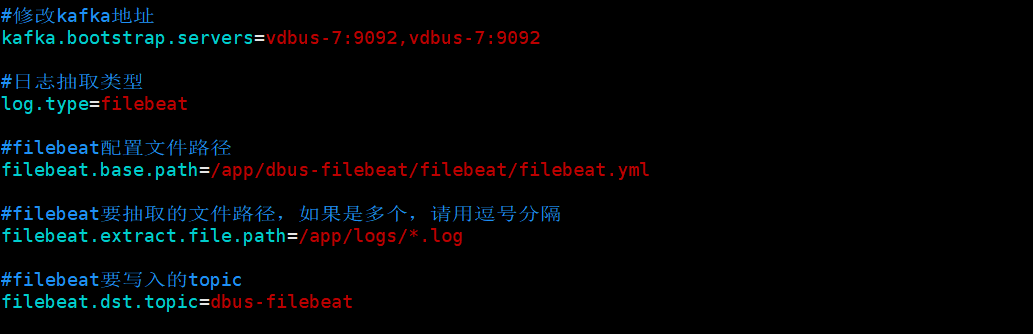 #修改kafka地址
kafka.bootstrap.servers=vdbus-7:9092,vdbus-7:9092
#日志抽取类型
log.type=filebeat
#filebeat配置文件路径
filebeat.base.path=/app/dbus-filebeat/filebeat/filebeat.yml
#filebeat要抽取的文件路径，如果是多个，请用逗号分隔
filebeat.extract.file.path=/app/logs/*.log
#filebeat要写入的topic
filebeat.dst.topic=dbus-filebeat